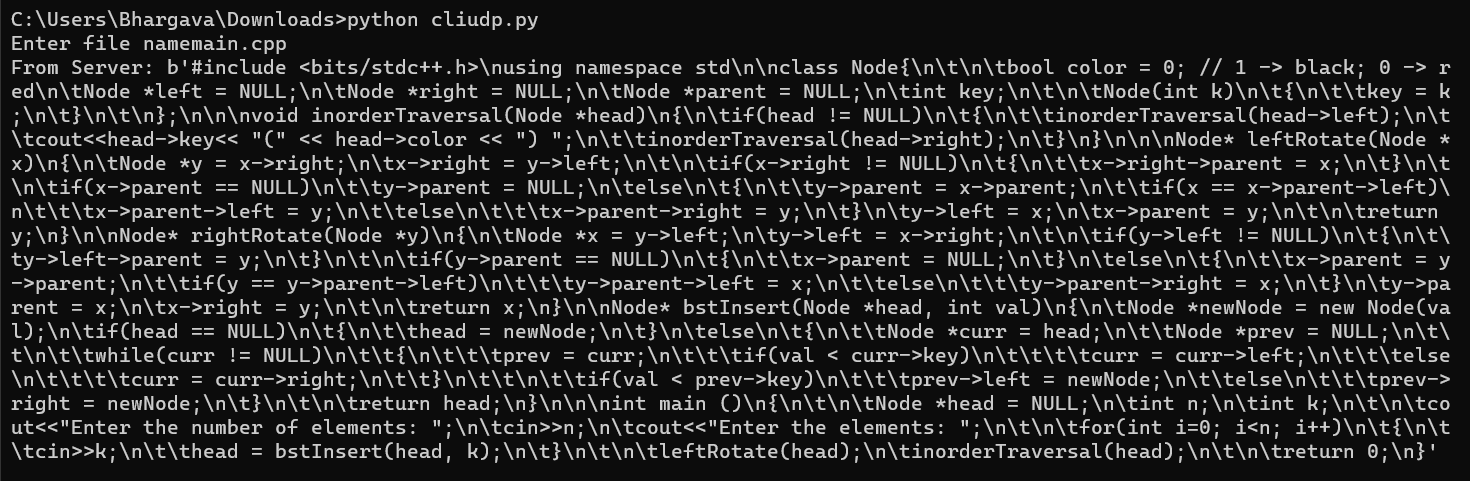 C:\Users\Bhargava\Downloads>python cliudp.py
Enter file namemain.cpp
From Server: b'#include <bits/stdc++.h>\nusing namespace std\n\nclass Node{\n\t\n\tbool color = 0; // 1 -> black; 0 -> r
ed\n\tNode *left = NULL;\n\tNode *right = NULL;\n\tNode *parent = NULL;\n\tint key;\n\t\n\tNode(int k)\n\t{\n\t\tkey = k
;\n\t}\n\t\n};\n\n\nvoid inorderTraversal(Node *head)\n{\n\tif(head != NULL)\n\t{\n\t\tinorderTraversal(head->left);\n\t
\tcout<<head->key<< "(" << head->color << ") ";\n\t\tinorderTraversal(head->right);\n\t}\n}\n\n\nNode* leftRotate(Node *
x)\n{\n\tNode *y = x->right;\n\tx->right = y->left;\n\t\n\tif(x->right != NULL)\n\t{\n\t\tx->right->parent = x;\n\t}\n\t
\n\tif(x->parent == NULL)\n\t\ty->parent = NULL;\n\telse\n\t{\n\t\ty->parent = x->parent;\n\t\tif(x == x->parent->left)\
n\t\t\tx->parent->left = y;\n\t\telse\n\t\t\tx->parent->right = y;\n\t}\n\ty->left = x;\n\tx->parent = y;\n\t\n\treturn 
y;\n}\n\nNode* rightRotate(Node *y)\n{\n\tNode *x = y->left;\n\ty->left = x->right;\n\t\n\tif(y->left != NULL)\n\t{\n\t\
ty->left->parent = y;\n\t}\n\t\n\tif(y->parent == NULL)\n\t{\n\t\tx->parent = NULL;\n\t}\n\telse\n\t{\n\t\tx->parent = y
->parent;\n\t\tif(y == y->parent->left)\n\t\t\ty->parent->left = x;\n\t\telse\n\t\t\ty->parent->right = x;\n\t}\n\ty->pa
rent = x;\n\tx->right = y;\n\t\n\treturn x;\n}\n\nNode* bstInsert(Node *head, int val)\n{\n\tNode *newNode = new Node(va
l);\n\tif(head == NULL)\n\t{\n\t\thead = newNode;\n\t}\n\telse\n\t{\n\t\tNode *curr = head;\n\t\tNode *prev = NULL;\n\t\
t\n\t\twhile(curr != NULL)\n\t\t{\n\t\t\tprev = curr;\n\t\t\tif(val < curr->key)\n\t\t\t\tcurr = curr->left;\n\t\t\telse
\n\t\t\t\tcurr = curr->right;\n\t\t}\n\t\t\n\t\tif(val < prev->key)\n\t\t\tprev->left = newNode;\n\t\telse\n\t\t\tprev->
right = newNode;\n\t}\n\t\n\treturn head;\n}\n\n\nint main ()\n{\n\t\n\tNode *head = NULL;\n\tint n;\n\tint k;\n\t\n\tco
ut<<"Enter the number of elements: ";\n\tcin>>n;\n\tcout<<"Enter the elements: ";\n\t\n\tfor(int i=0; i<n; i++)\n\t{\n\t
\tcin>>k;\n\t\thead = bstInsert(head, k);\n\t}\n\t\n\tleftRotate(head);\n\tinorderTraversal(head);\n\t\n\treturn 0;\n}'